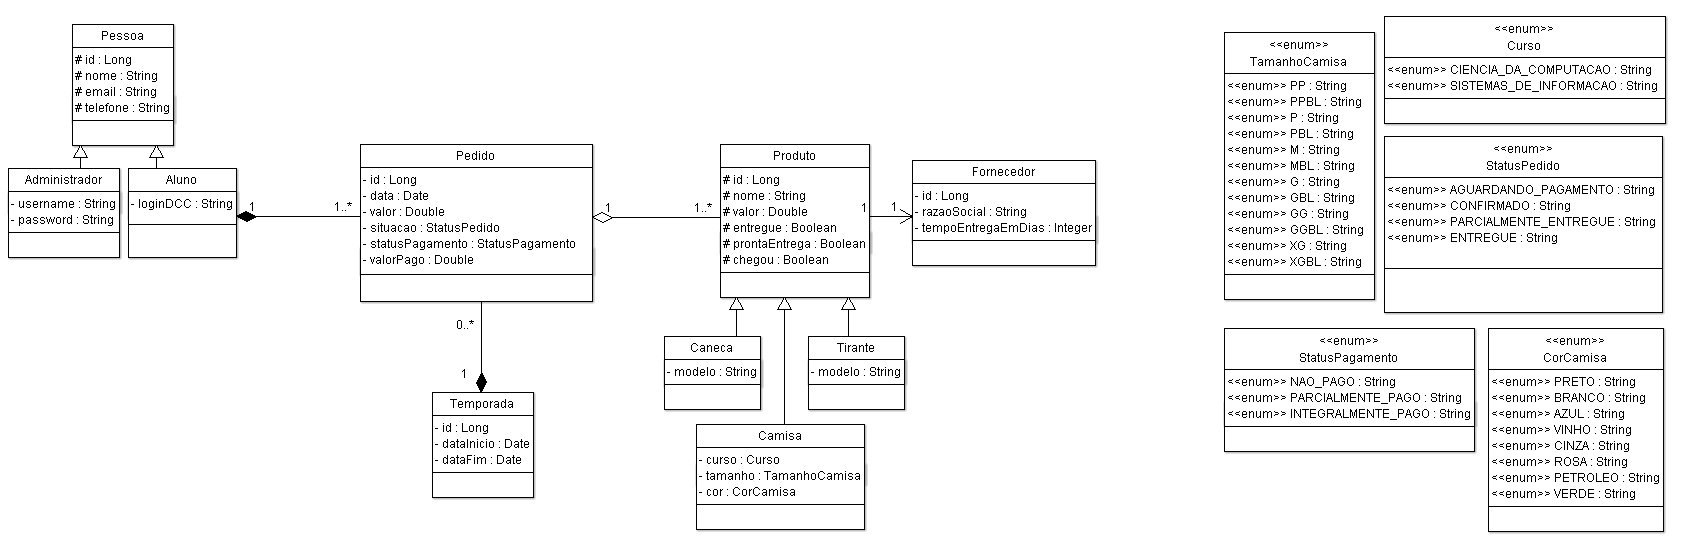 Pessoa
# id : Long
# nome : String
# email : String
# telefone : String
Administrador
- username : String
- password : String
Aluno
- loginDCC : String
1
1..*
Pedido
- id : Long
- data : Date
- valor : Double
- situacao : StatusPedido
- statusPagamento : StatusPagamento
- valorPago : Double
1
1..*
Produto
# id : Long
# nome : String
# valor : Double
# entregue : Boolean
# prontaEntrega : Boolean
# chegou : Boolean
1
1
Fornecedor
- id : Long
- razaoSocial : String
- tempoEntregaEmDias : Integer
0..*
1
Temporada
- id : Long
- dataInicio : Date
- dataFim : Date
Caneca
- modelo : String
Tirante
- modelo : String
Camisa
- curso : Curso
- tamanho : TamanhoCamisa
- cor : CorCamisa
<<enum>>
TamanhoCamisa
<<enum>> PP : String
<<enum>> PPBL : String
<<enum>> P : String
<<enum>> PBL : String
<<enum>> M : String
<<enum>> MBL : String
<<enum>> G : String
<<enum>> GBL : String
<<enum>> GG : String
<<enum>> GGBL : String
<<enum>> XG : String
<<enum>> XGBL : String
<<enum>>
Curso
<<enum>> CIENCIA_DA_COMPUTACAO : String
<<enum>> SISTEMAS_DE_INFORMACAO : String
<<enum>>
StatusPedido
<<enum>> AGUARDANDO_PAGAMENTO : String
<<enum>> CONFIRMADO : String
<<enum>> PARCIALMENTE_ENTREGUE : String
<<enum>> ENTREGUE : String
<<enum>>
StatusPagamento
<<enum>> NAO_PAGO : String
<<enum>> PARCIALMENTE_PAGO : String
<<enum>> INTEGRALMENTE_PAGO : String
<<enum>>
CorCamisa
<<enum>> PRETO : String
<<enum>> BRANCO : String
<<enum>> AZUL : String
<<enum>> VINHO : String
<<enum>> CINZA : String
<<enum>> ROSA : String
<<enum>> PETROLEO : String
<<enum>> VERDE : String